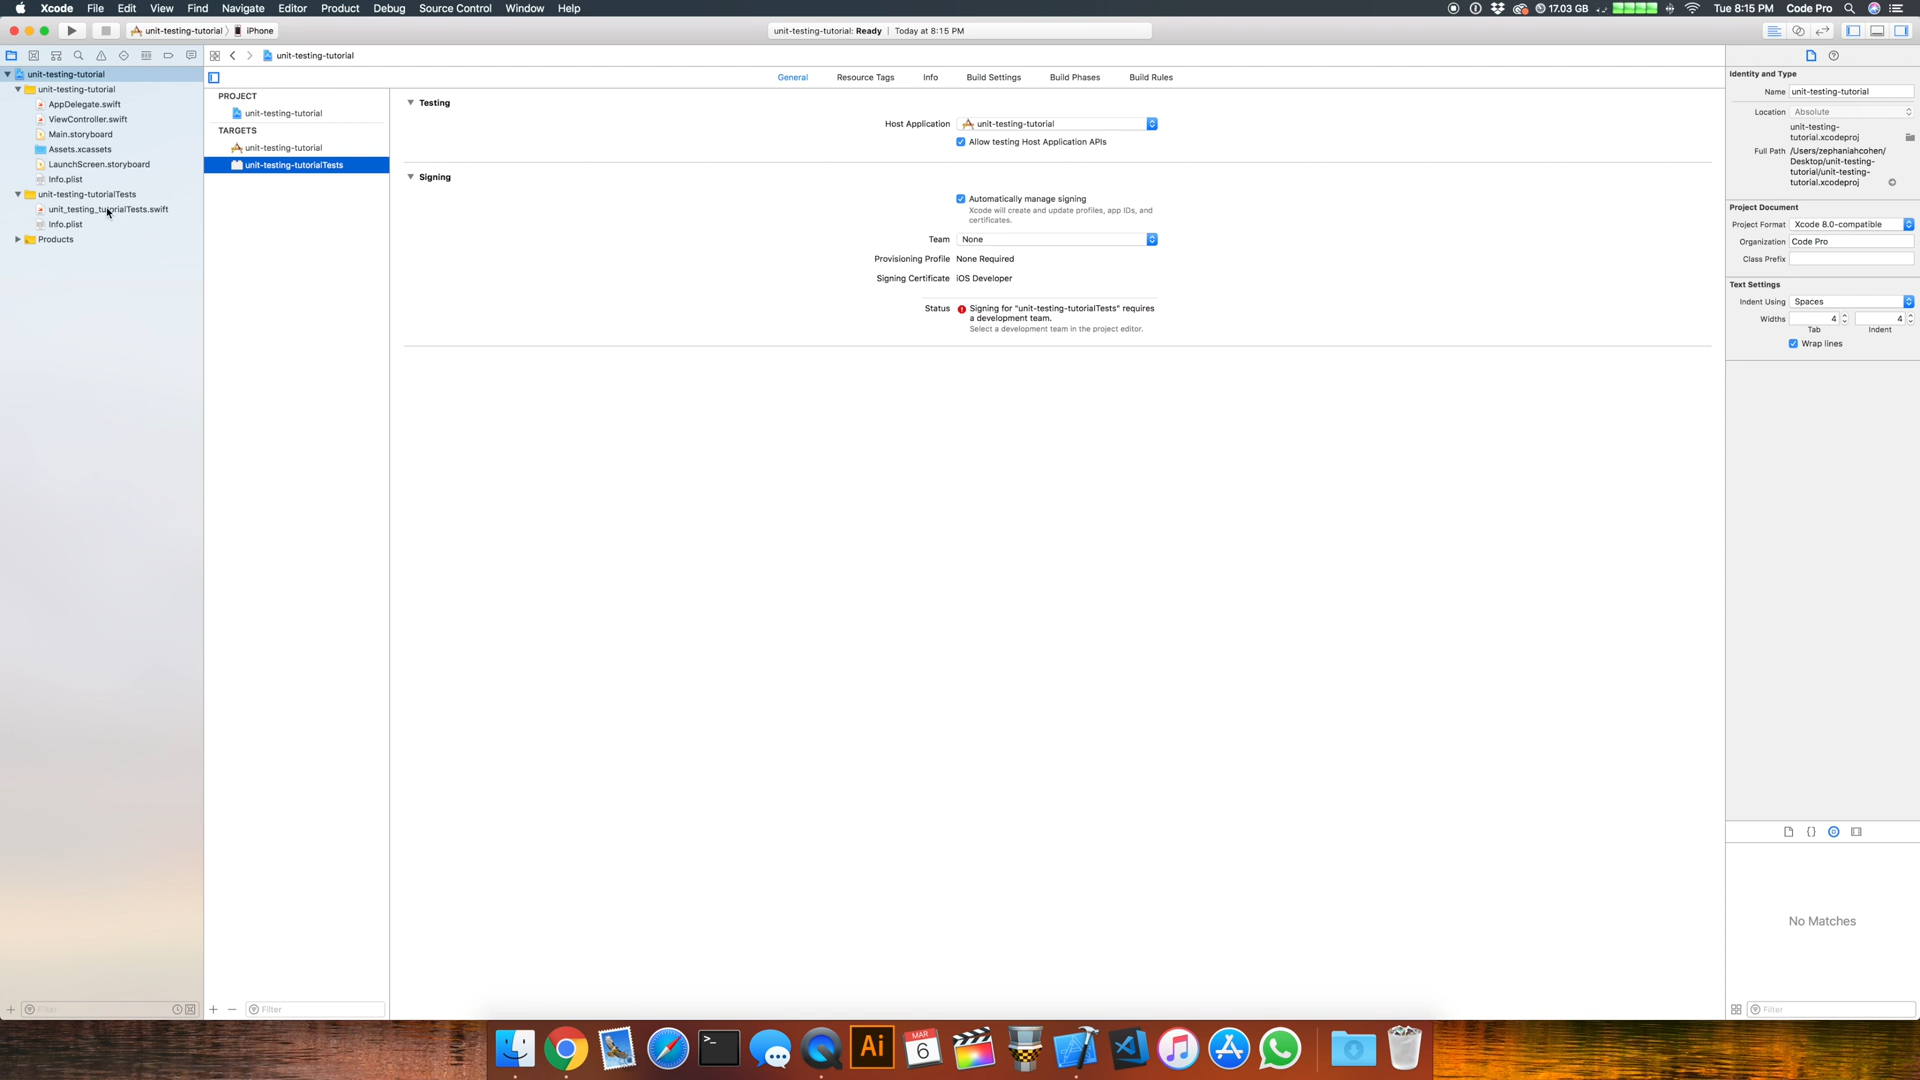 Xcode File Edit View Find Navigate Editor Product Debug Source Control Window Help
17.03 GB Tue 8:15 PM Code Pro
unit-testing-tutorial iPhone
unit-testing-tutorial: Ready | Today at 8:15 PM
unit-testing-tutorial
unit-testing-tutorial
AppDelegate.swift
ViewController.swift
Main.storyboard
Assets.xcassets
LaunchScreen.storyboard
Info.plist
unit-testing-tutorialTests
unit_testing_tutorialTests.swift
Info.plist
Products
Filter
unit-testing-tutorial
General Resource Tags Info Build Settings Build Phases Build Rules
PROJECT
unit-testing-tutorial
TARGETS
unit-testing-tutorial
unit-testing-tutorialTests
Filter
Testing
Host Application unit-testing-tutorial
Allow testing Host Application APIs
Signing
Automatically manage signing
Xcode will create and update profiles, app IDs, and
certificates.
Team None
Provisioning Profile None Required
Signing Certificate iOS Developer
Status Signing for "unit-testing-tutorialTests" requires
a development team.
Select a development team in the project editor.
Identity and Type
Name unit-testing-tutorial
Location Absolute
unit-testing-
tutorial.xcodeproj
Full Path /Users/zephaniahcohen/
Desktop/unit-testing-
tutorial/unit-testing-
tutorial.xcodeproj
Project Document
Project Format Xcode 8.0-compatible
Organization Code Pro
Class Prefix
Text Settings
Indent Using Spaces
Widths 4 4
Tab Indent
Wrap lines
{}
No Matches
Filter
>_
Ai
MAR
6